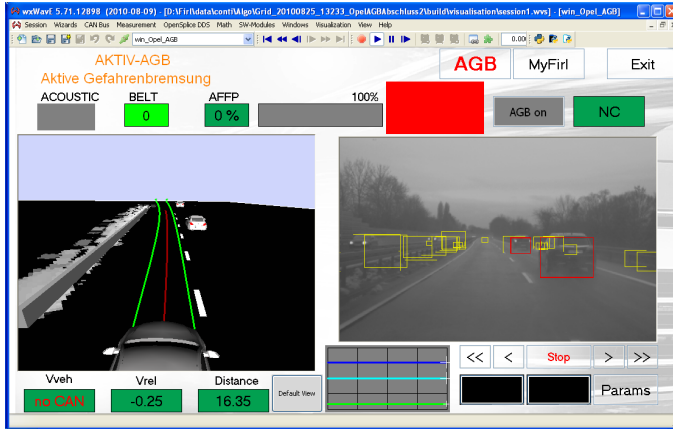 wxWavE 5.71.12898 (2010-08-09) - [D:\Firl\data\conti\Algo\Grid_20100825_13233_OpelAGBAbschluss2\build\visualisation\session1.wvs] - [win_Opel_AGB]
Session Wizards CAN Bus Measurement OpenSplice DDS Math SW-Modules Windows Visualization View Help
win_Opel_AGB 0.00
AKTIV-AGB
Aktive Gefahrenbremsung
AGB MyFirl Exit
ACOUSTIC BELT AFFP 100%
0 0 % AGB on NC
<< < Stop > >>
Vveh Vrel Distance
Default View
no CAN -0.25 16.35
Params